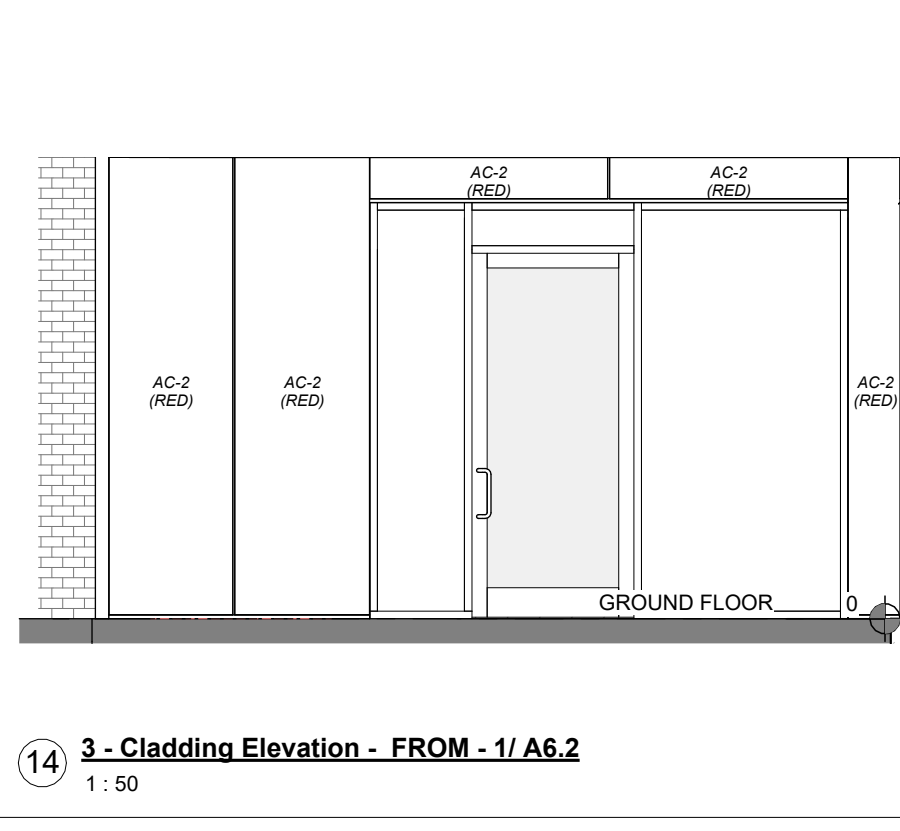 AC-2
(RED)
AC-2
(RED)
AC-2
(RED)
AC-2
(RED)
AC-2
(RED)
GROUND FLOOR 0
14
3 - Cladding Elevation - FROM - 1/ A6.2
1 : 50